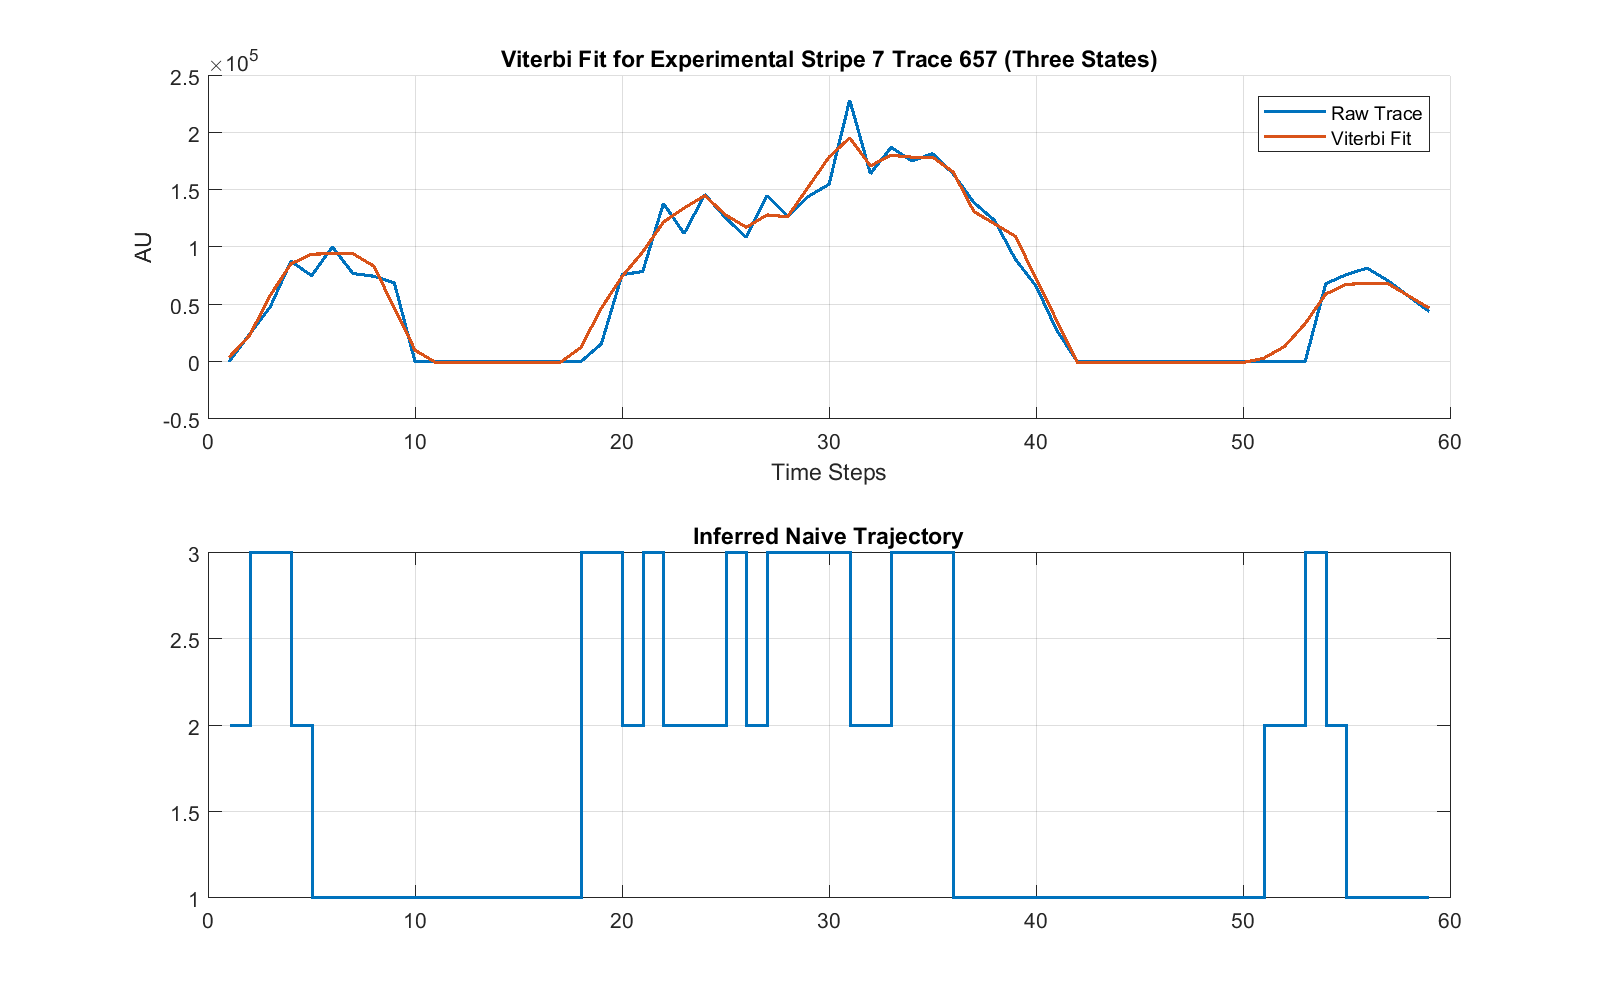 Viterbi Fit for Experimental Stripe 7 Trace 657 (Three States)
×10⁵
2.5
2
1.5
1
0.5
0
-0.5
AU
Raw Trace
Viterbi Fit
0 10 20 30 40 50 60
Time Steps
Inferred Naive Trajectory
3
2.5
2
1.5
1
0 10 20 30 40 50 60